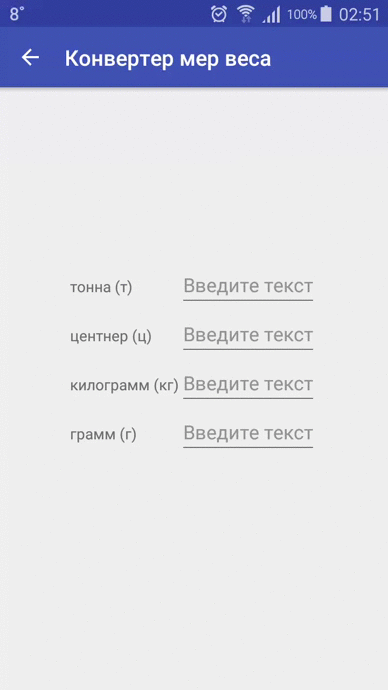 8° 100% 02:51
Конвертер мер веса
тонна (т) Введите текст
центнер (ц) Введите текст
килограмм (кг) Введите текст
грамм (г) Введите текст